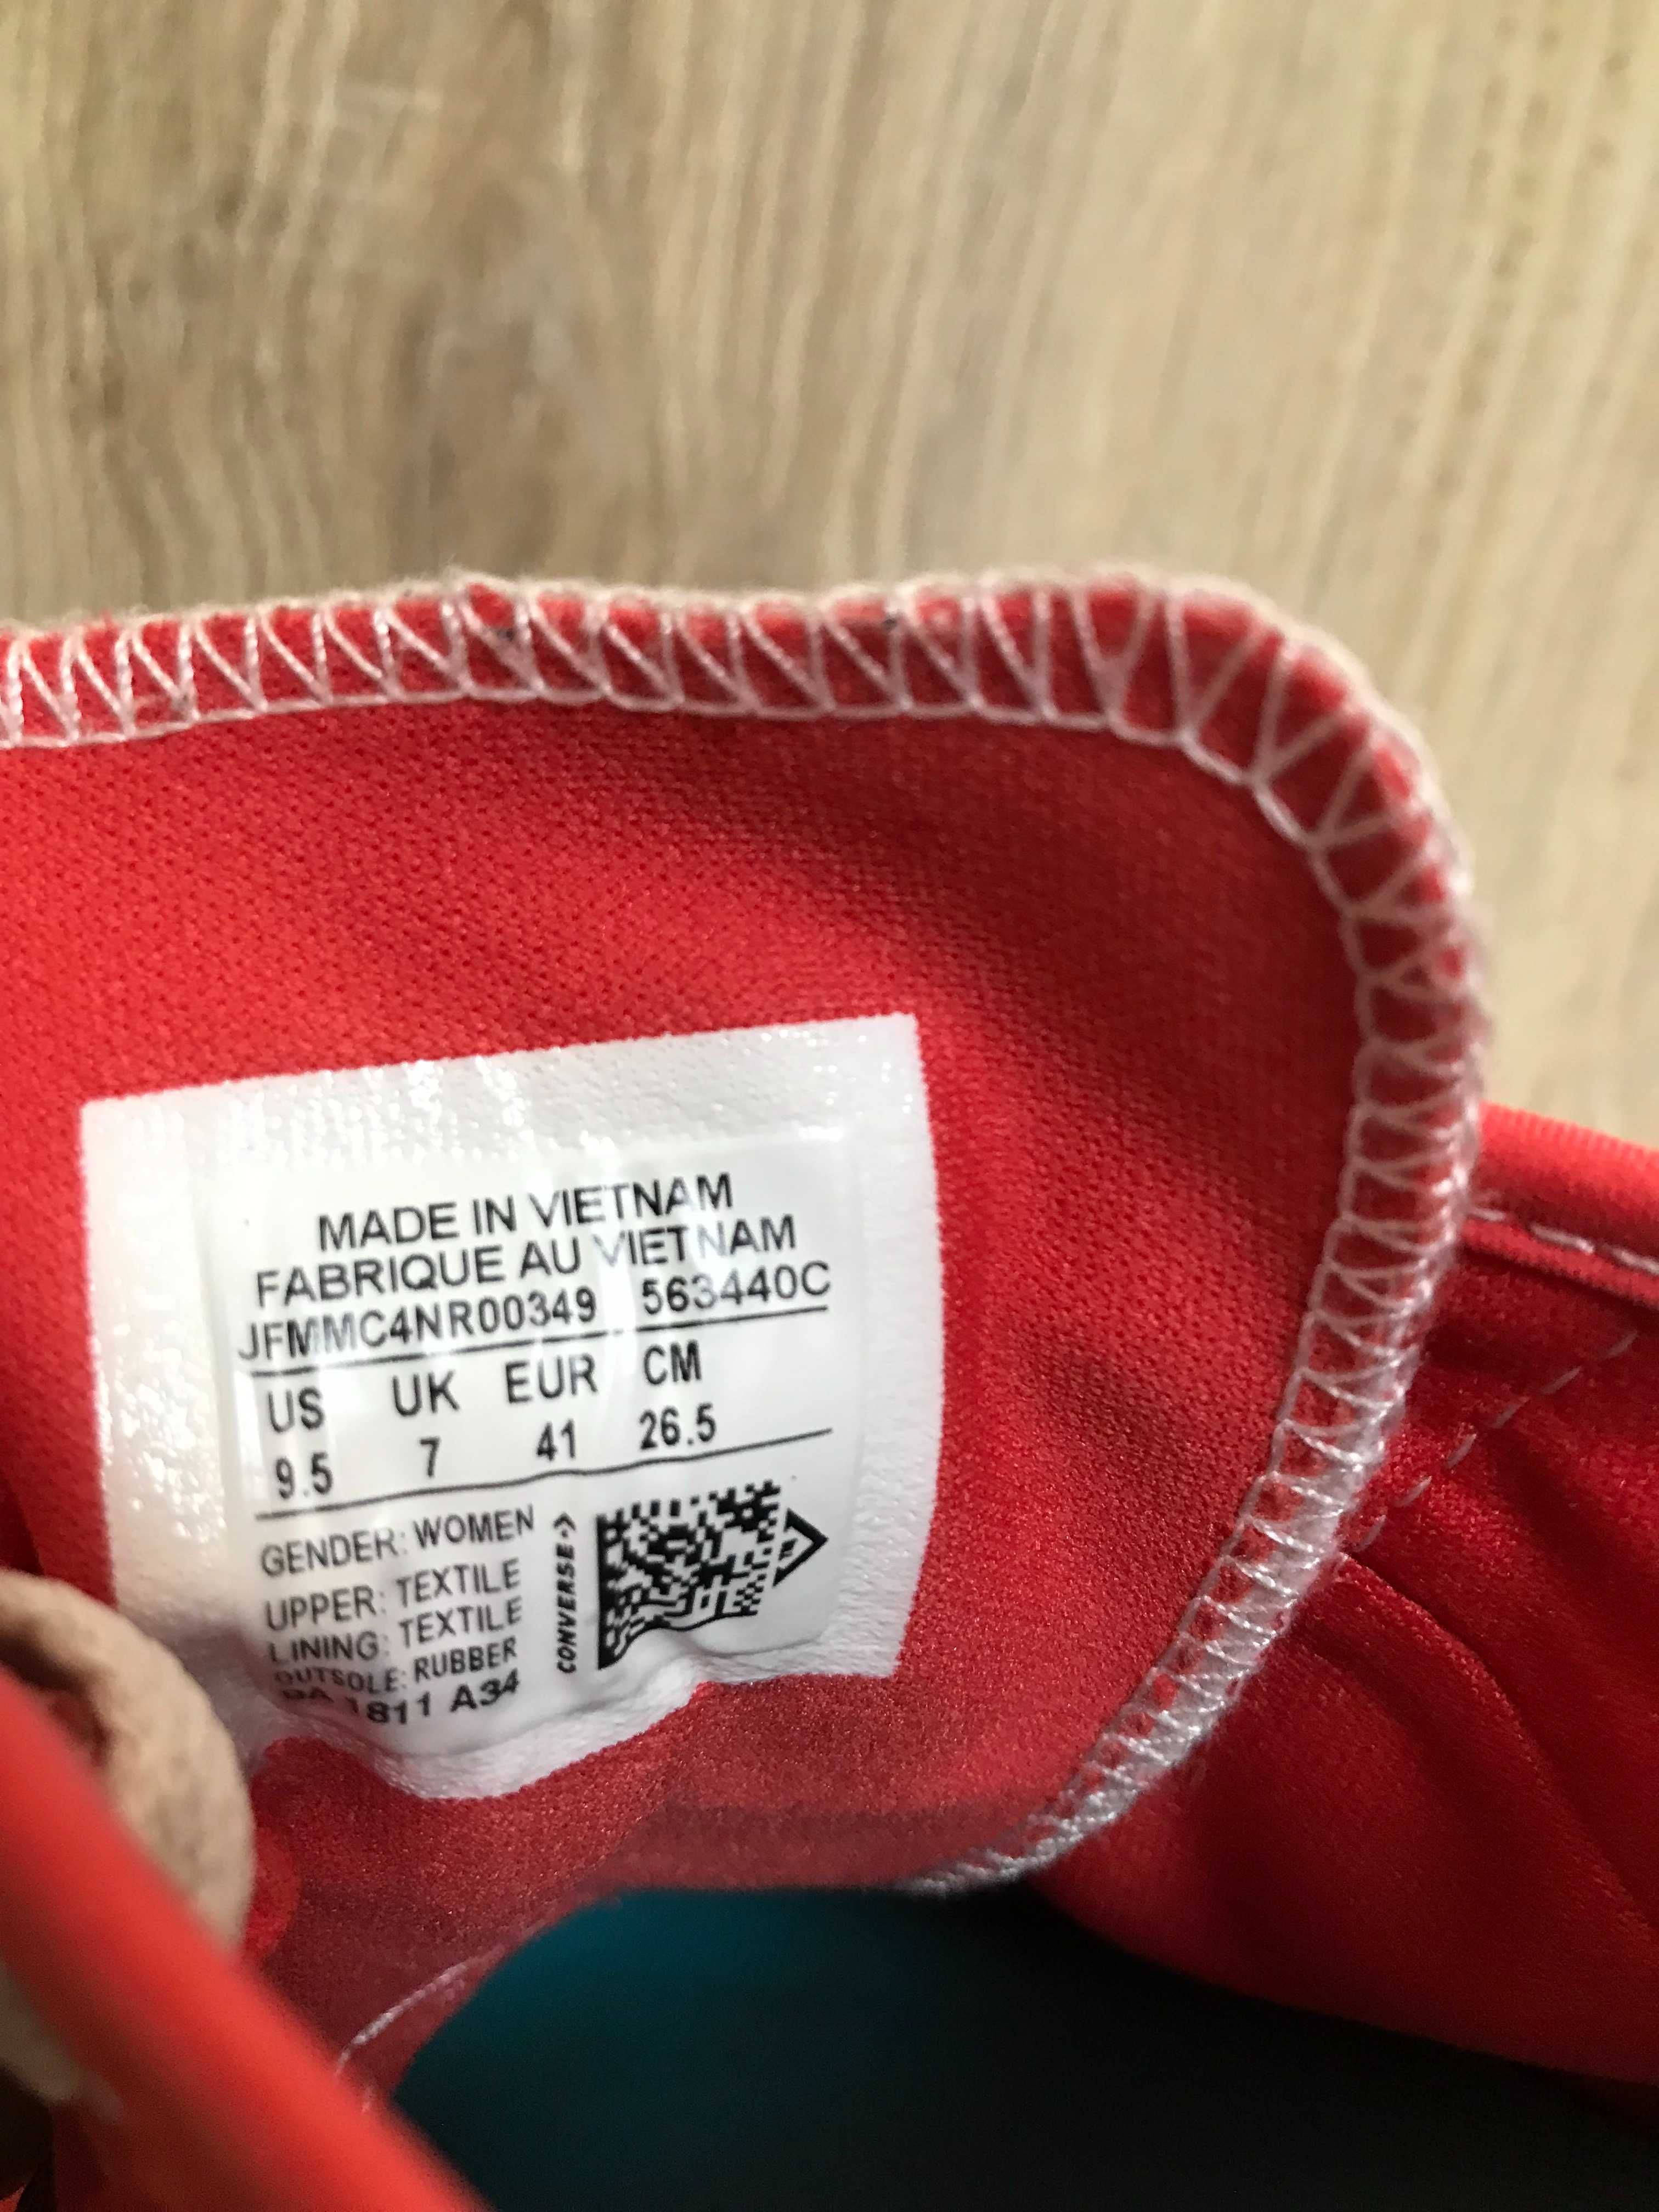 MADE IN VIETNAM
FABRIQUE AU VIETNAM
JFMMC4NR00349 563440C
US UK EUR CM
9.5 7 41 26.5
GENDER: WOMEN
UPPER: TEXTILE
LINING: TEXTILE
OUTSOLE: RUBBER
1811 A34
CONVERSE